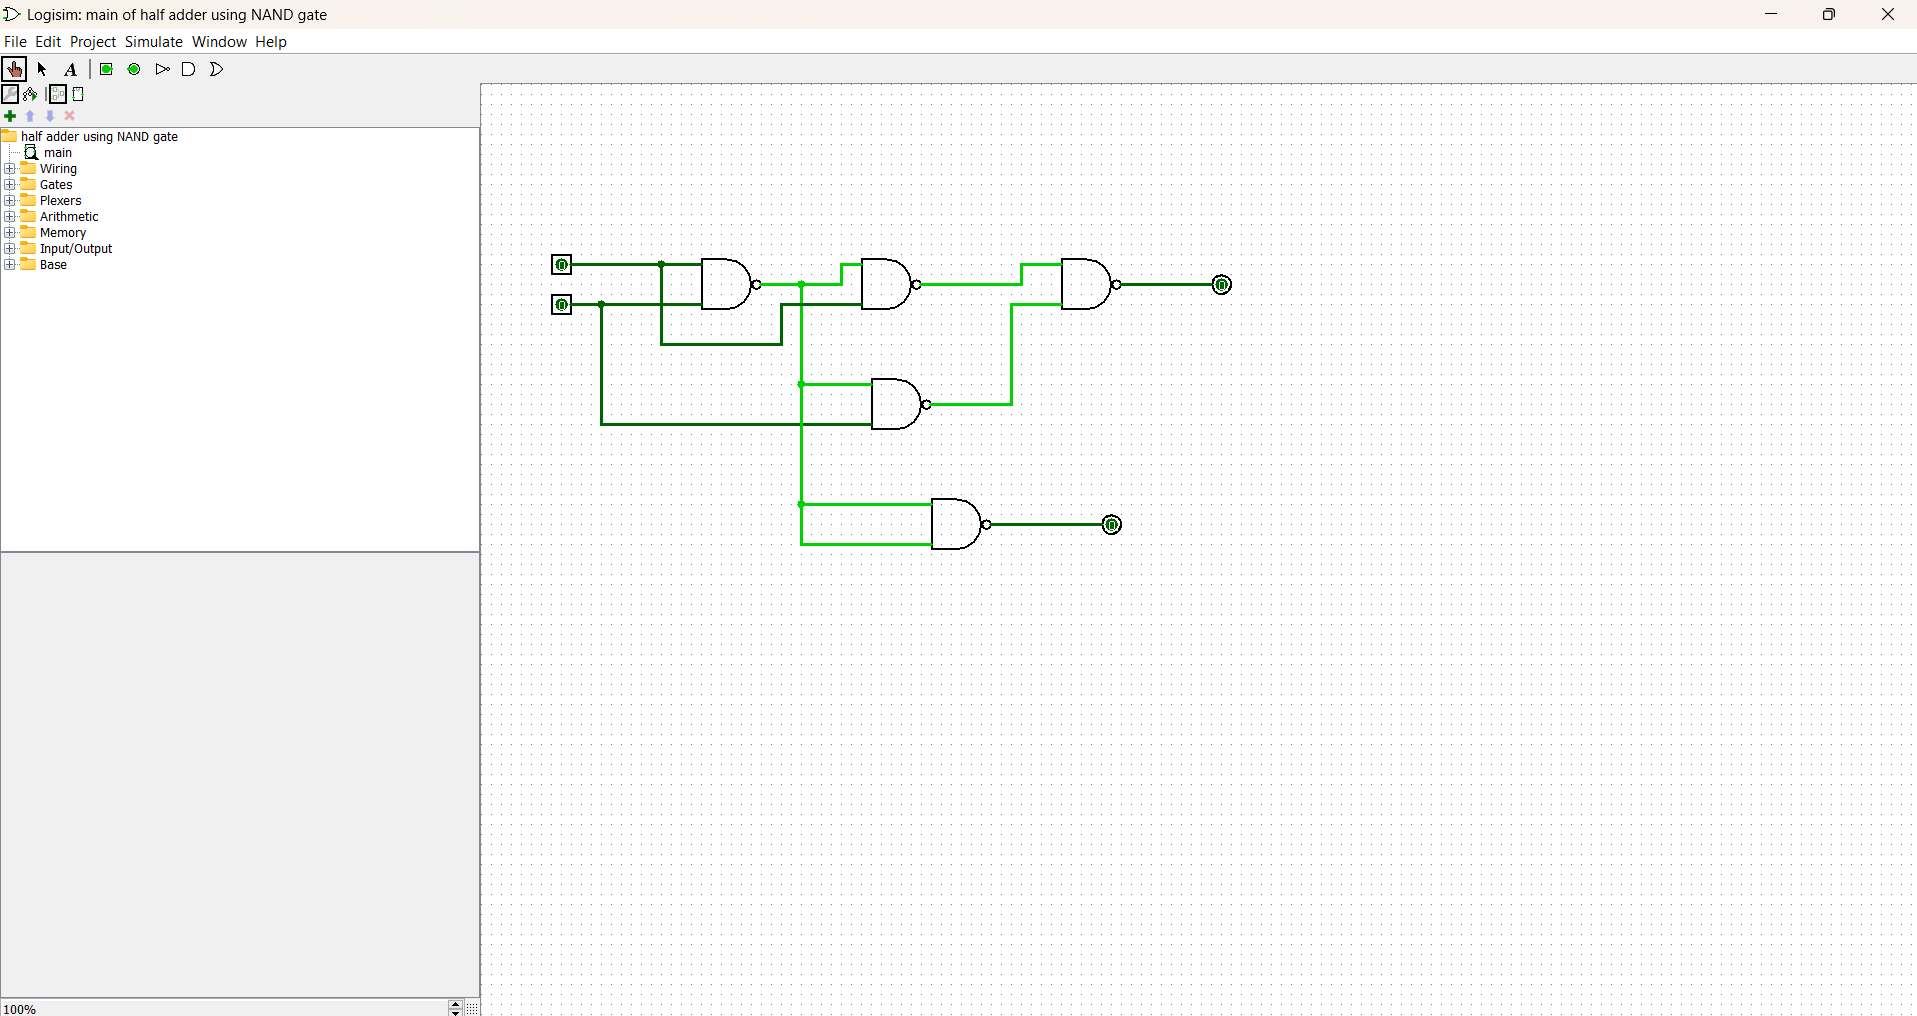 Logisim: main of half adder using NAND gate
File Edit Project Simulate Window Help
A
half adder using NAND gate
main
Wiring
Gates
Plexers
Arithmetic
Memory
Input/Output
Base
0
0
0
0
100%